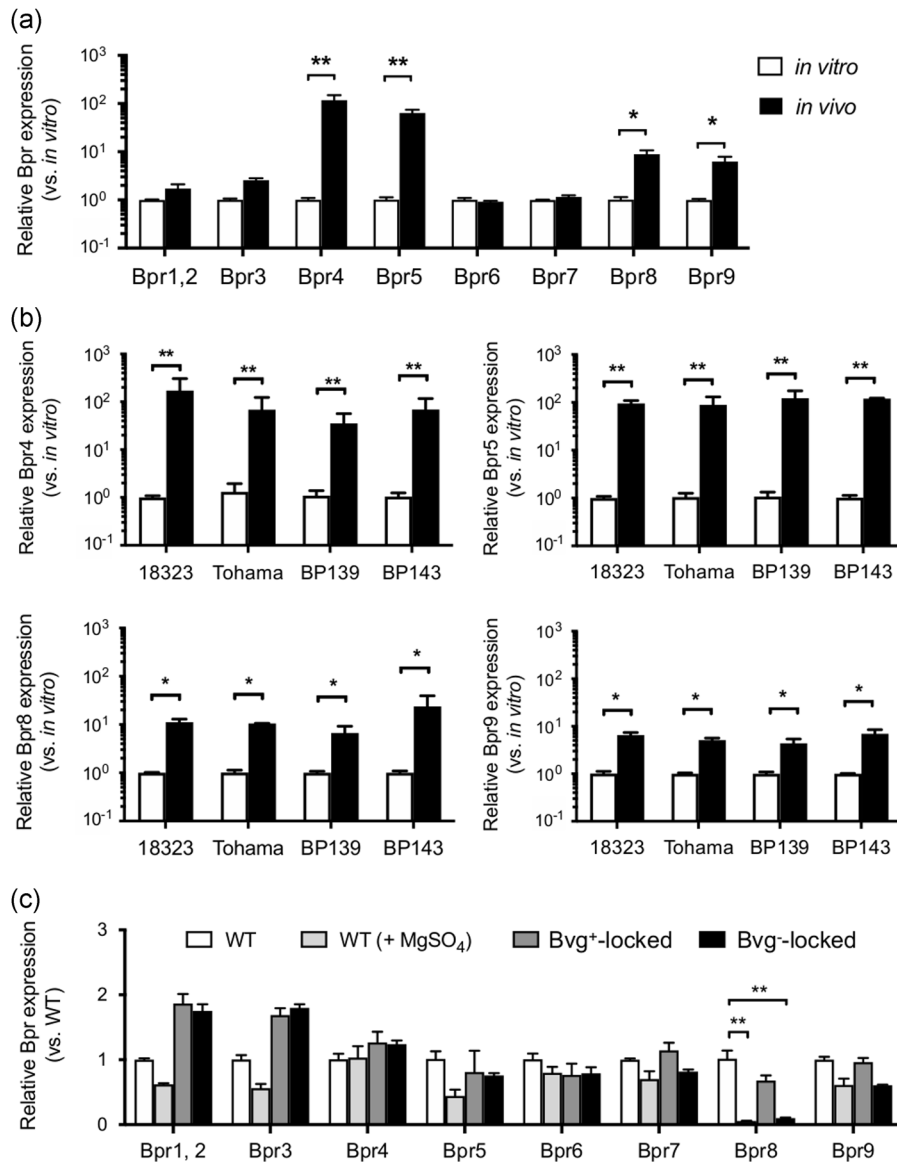 (a)
Relative Bpr expression
(vs. in vitro)
10³
10²
10¹
10⁰
10⁻¹
** ** * *
in vitro
in vivo
Bpr1,2 Bpr3 Bpr4 Bpr5 Bpr6 Bpr7 Bpr8 Bpr9
(b)
Relative Bpr4 expression
(vs. in vitro)
10³
10²
10¹
10⁰
10⁻¹
** ** ** **
18323 Tohama BP139 BP143
Relative Bpr5 expression
(vs. in vitro)
10³
10²
10¹
10⁰
10⁻¹
** ** ** **
18323 Tohama BP139 BP143
Relative Bpr8 expression
(vs. in vitro)
10³
10²
10¹
10⁰
10⁻¹
* * * *
18323 Tohama BP139 BP143
Relative Bpr9 expression
(vs. in vitro)
10³
10²
10¹
10⁰
10⁻¹
* * * *
18323 Tohama BP139 BP143
(c)
Relative Bpr expression
(vs. WT)
3
2
1
0
WT WT (+ MgSO₄) Bvg⁺-locked Bvg⁻-locked
**
**
Bpr1, 2 Bpr3 Bpr4 Bpr5 Bpr6 Bpr7 Bpr8 Bpr9